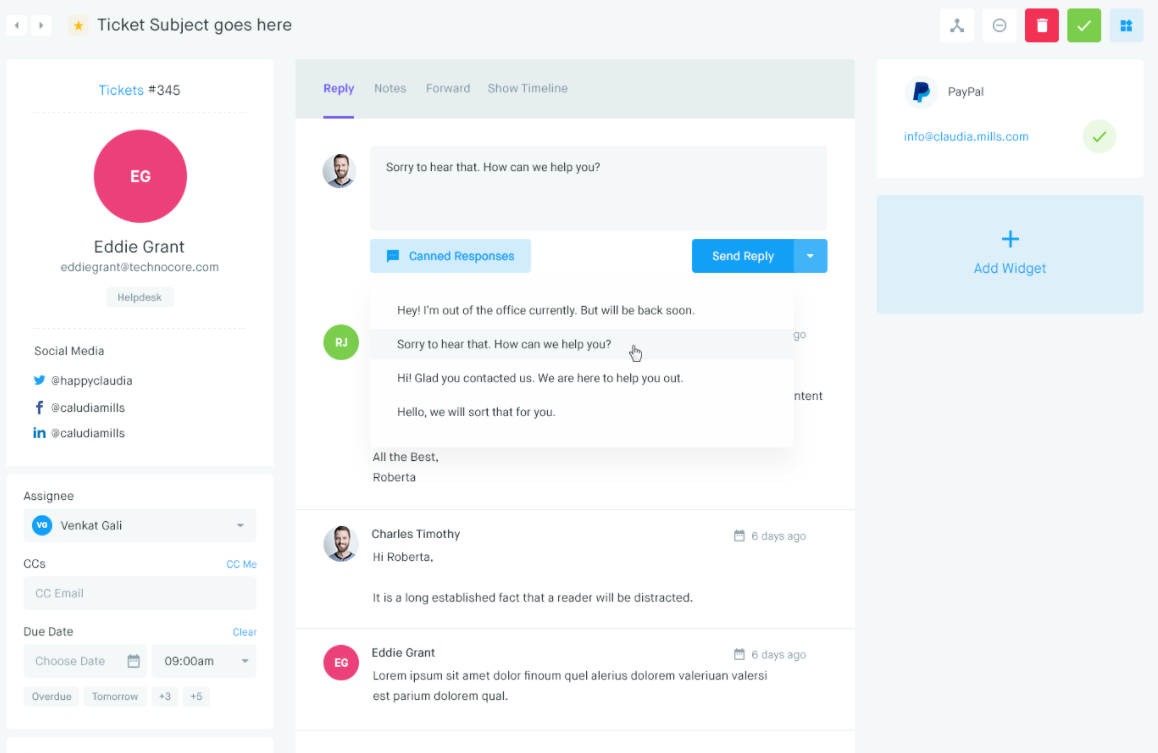 Ticket Subject goes here
Tickets #345
EG
Eddie Grant
eddiegrant@technocore.com
Helpdesk
Social Media
@happyclaudia
@caludiamills
@caludiamills
Assignee
VG Venkat Gali
CCs CC Me
CC Email
Due Date Clear
Choose Date 09:00am
Overdue Tomorrow +3 +5
Reply Notes Forward Show Timeline
Sorry to hear that. How can we help you?
Canned Responses Send Reply
Hey! I'm out of the office currently. But will be back soon.
Sorry to hear that. How can we help you?
Hi! Glad you contacted us. We are here to help you out.
Hello, we will sort that for you.
RJ
go
ntent
All the Best,
Roberta
Charles Timothy 6 days ago
Hi Roberta,
It is a long established fact that a reader will be distracted.
EG
Eddie Grant 6 days ago
Lorem ipsum sit amet dolor finoum quel alerius dolorem valeriuan valersi
est parium dolorem qual.
PayPal
info@claudia.mills.com
Add Widget